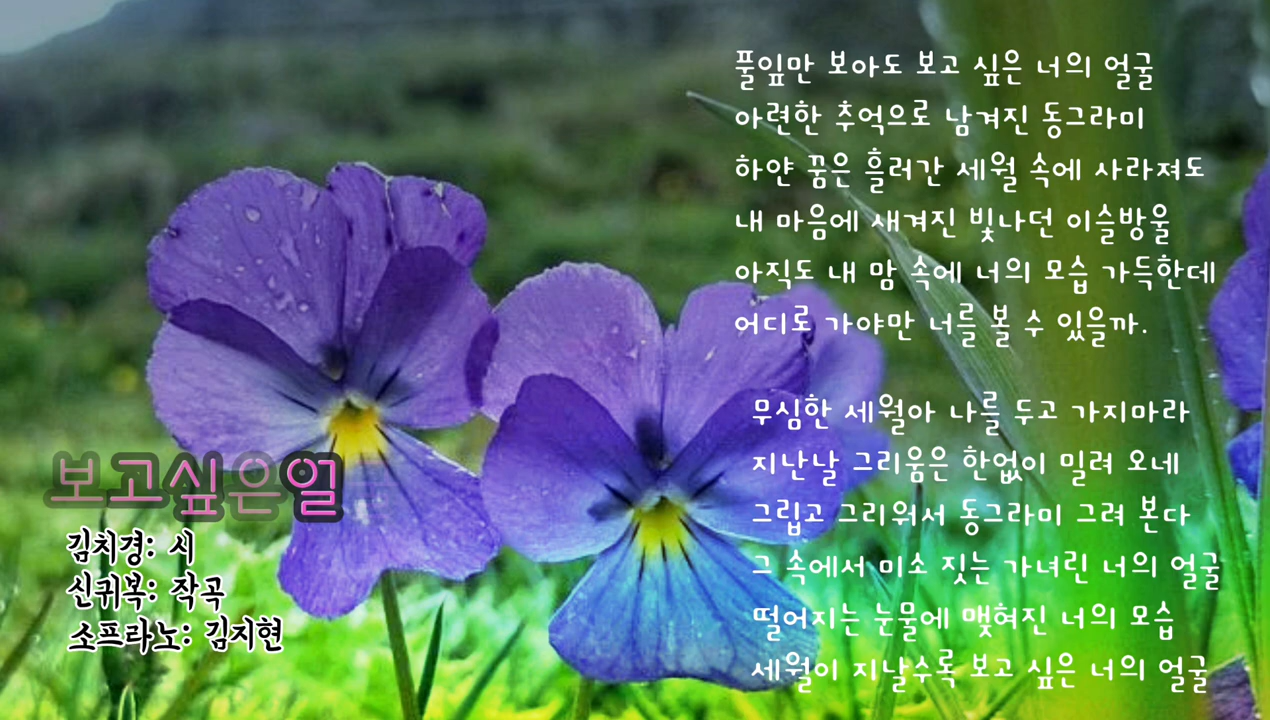 풀잎만 보아도 보고 싶은 너의 얼굴
아련한 추억으로 남겨진 동그라미
하얀 꿈은 흘러간 세월 속에 사라져도
내 마음에 새겨진 빛나던 이슬방울
아직도 내 맘 속에 너의 모습 가득한데
어디로 가야만 너를 볼 수 있을까.
무심한 세월아 나를 두고 가지마라
지난날 그리움은 한없이 밀려 오네
그립고 그리워서 동그라미 그려 본다
그 속에서 미소 짓는 가녀린 너의 얼굴
떨어지는 눈물에 맺혀진 너의 모습
세월이 지날수록 보고 싶은 너의 얼굴
보고싶은얼
김치경: 시
신귀복: 작곡
소프라노: 김지현